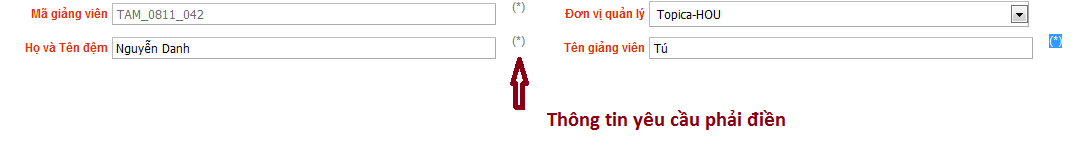 Mã giảng viên TAM_0811_042 (*) Đơn vị quản lý Topica-HOU
Họ và Tên đệm Nguyễn Danh (*) Tên giảng viên Tú (*)
Thông tin yêu cầu phải điền